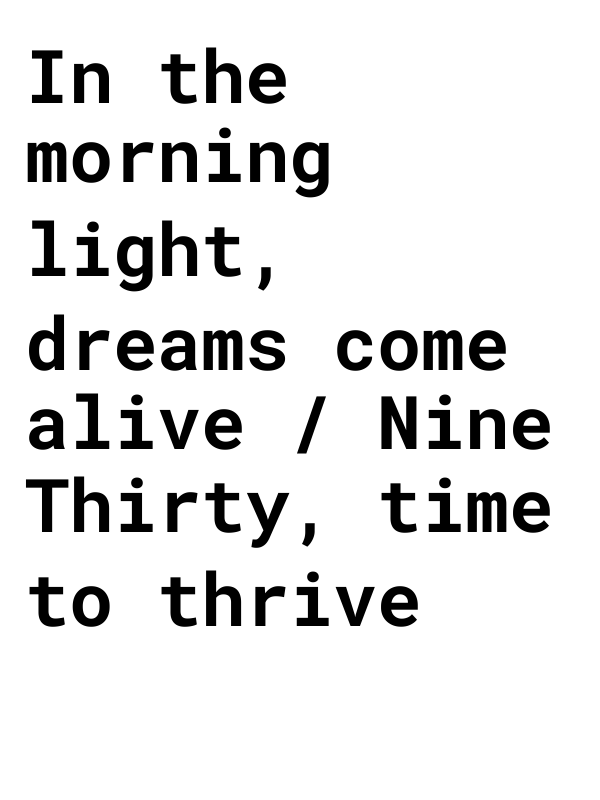 In the
morning
light,
dreams come
alive / Nine
Thirty, time
to thrive